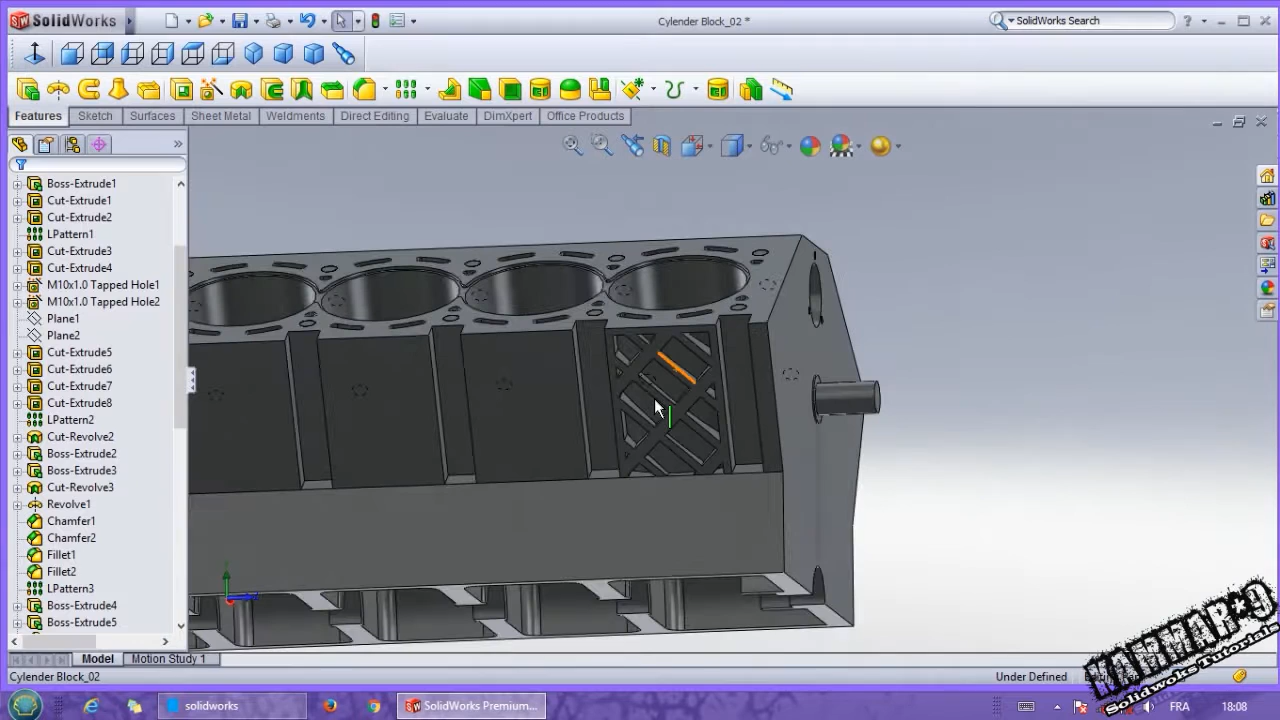 SolidWorks
Cylender Block_02 *
SolidWorks Search
Features
Sketch
Surfaces
Sheet Metal
Weldments
Direct Editing
Evaluate
DimXpert
Office Products
Boss-Extrude1
Cut-Extrude1
Cut-Extrude2
LPattern1
Cut-Extrude3
Cut-Extrude4
M10x1.0 Tapped Hole1
M10x1.0 Tapped Hole2
Plane1
Plane2
Cut-Extrude5
Cut-Extrude6
Cut-Extrude7
Cut-Extrude8
LPattern2
Cut-Revolve2
Boss-Extrude2
Boss-Extrude3
Cut-Revolve3
Revolve1
Chamfer1
Chamfer2
Fillet1
Fillet2
LPattern3
Boss-Extrude4
Boss-Extrude5
Model
Motion Study 1
Cylender Block_02
Under Defined
solidworks
SolidWorks Premium...
FR
18:08
Solidwoks Tutorials